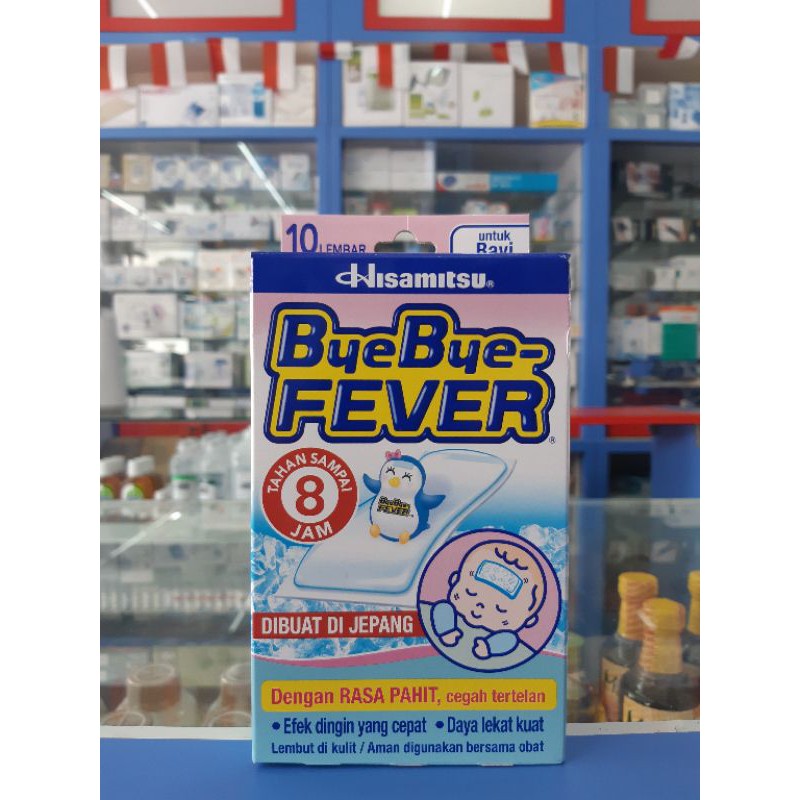 10 LEMBAR
untuk
Bayi
Hisamitsu®
ByeBye-
FEVER®
TAHAN SAMPAI
8
JAM
ByeBye-
FEVER
DIBUAT DI JEPANG
Dengan RASA PAHIT, cegah tertelan
•Efek dingin yang cepat •Daya lekat kuat
Lembut di kulit / Aman digunakan bersama obat